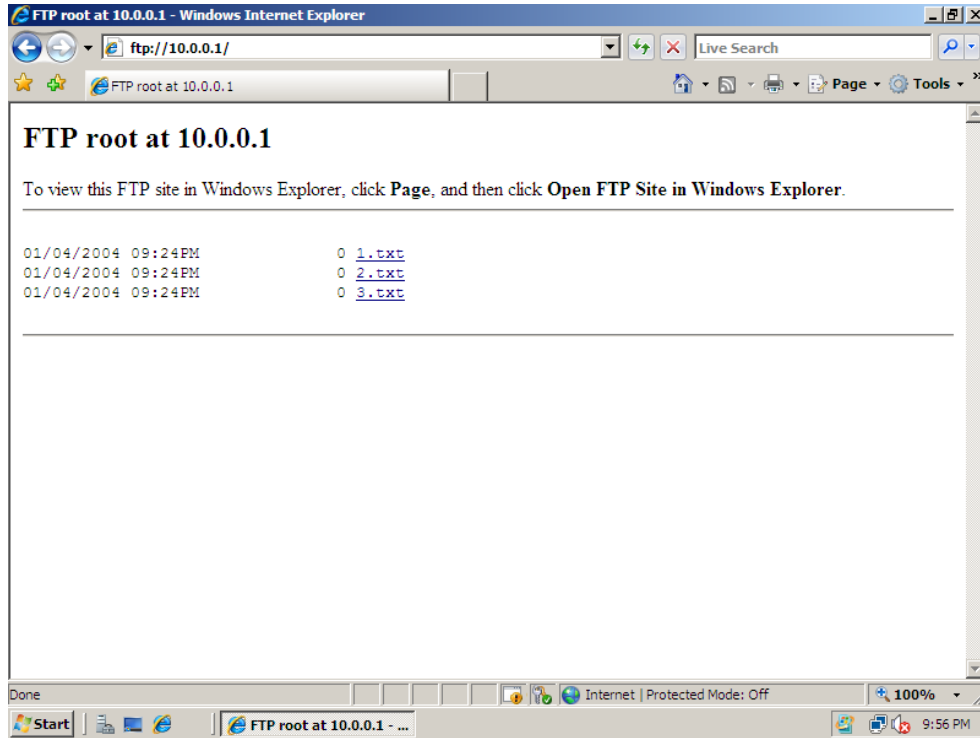 FTP root at 10.0.0.1 - Windows Internet Explorer
ftp://10.0.0.1/
Live Search
FTP root at 10.0.0.1
Page
Tools
FTP root at 10.0.0.1
To view this FTP site in Windows Explorer, click Page, and then click Open FTP Site in Windows Explorer.
01/04/2004 09:24PM 0 1.txt
01/04/2004 09:24PM 0 2.txt
01/04/2004 09:24PM 0 3.txt
Done
Internet | Protected Mode: Off
100%
Start
FTP root at 10.0.0.1 - ...
9:56 PM